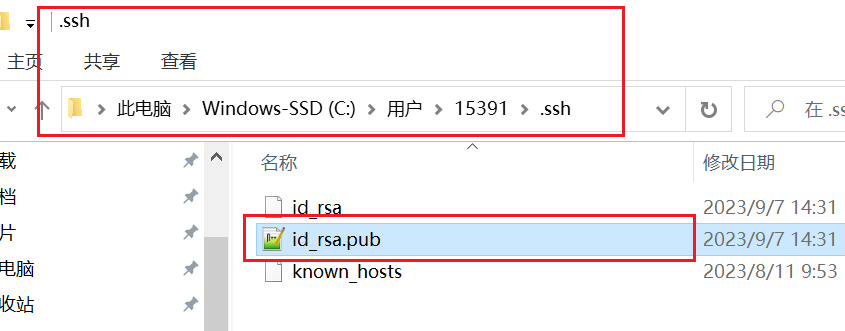 .ssh
主页 共享 查看
此电脑 Windows-SSD (C:) 用户 15391 .ssh 在 .ss
名称 修改日期
载
档
片
电脑
收站
id_rsa 2023/9/7 14:31
id_rsa.pub 2023/9/7 14:31
known_hosts 2023/8/11 9:53